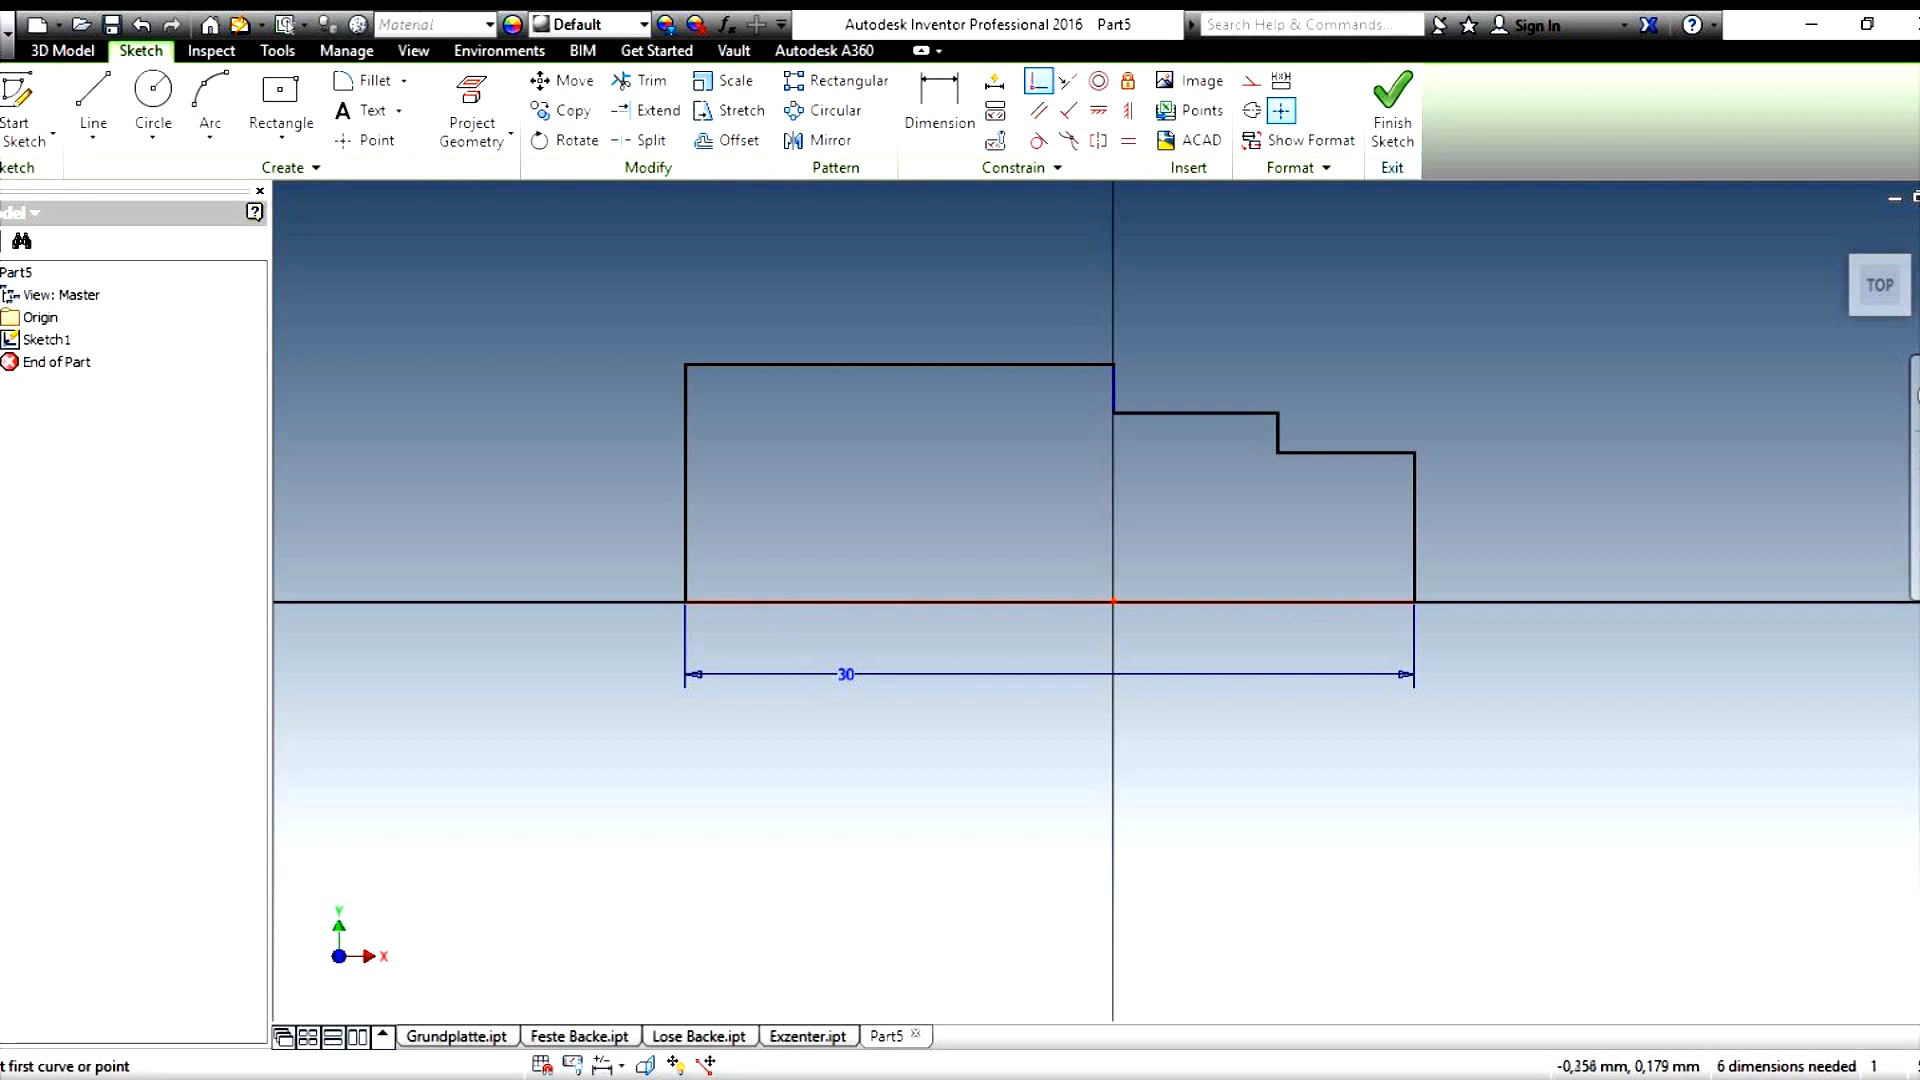 Material
Default
Autodesk Inventor Professional 2016 Part5
Search Help & Commands...
Sign In
3D Model Sketch Inspect Tools Manage View Environments BIM Get Started Vault Autodesk A360
Start Sketch
Line
Circle
Arc
Rectangle
Fillet
Text
Point
Project Geometry
Move
Copy
Rotate
Trim
Extend
Split
Scale
Stretch
Offset
Rectangular
Circular
Mirror
Dimension
Image
Points
ACAD
Show Format
Finish Sketch
ketch Create Modify Pattern Constrain Insert Format Exit
del
Part5
View: Master
Origin
Sketch1
End of Part
TOP
30
Y
X
Grundplatte.ipt Feste Backe.ipt Lose Backe.ipt Exzenter.ipt Part5
t first curve or point
-0,358 mm, 0,179 mm 6 dimensions needed 1